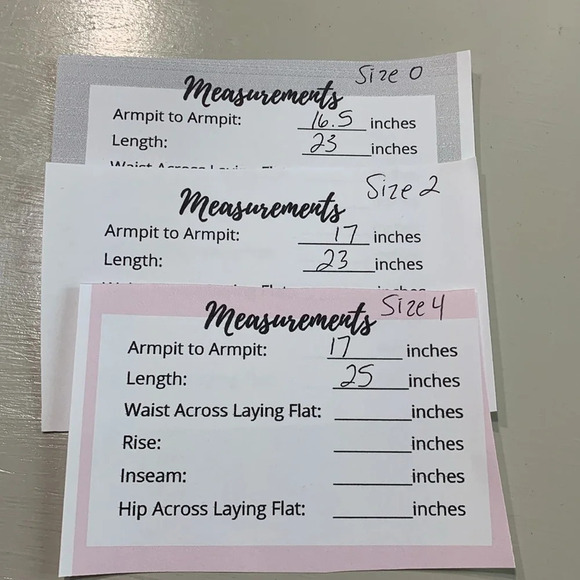 Size 0
Measurements
Armpit to Armpit: 16.5 inches
Length: 23 inches
Size 2
Measurements
Armpit to Armpit: 17 inches
Length: 23 inches
Size 4
Measurements
Armpit to Armpit: 17 inches
Length: 25 inches
Waist Across Laying Flat: inches
Rise: inches
Inseam: inches
Hip Across Laying Flat: inches